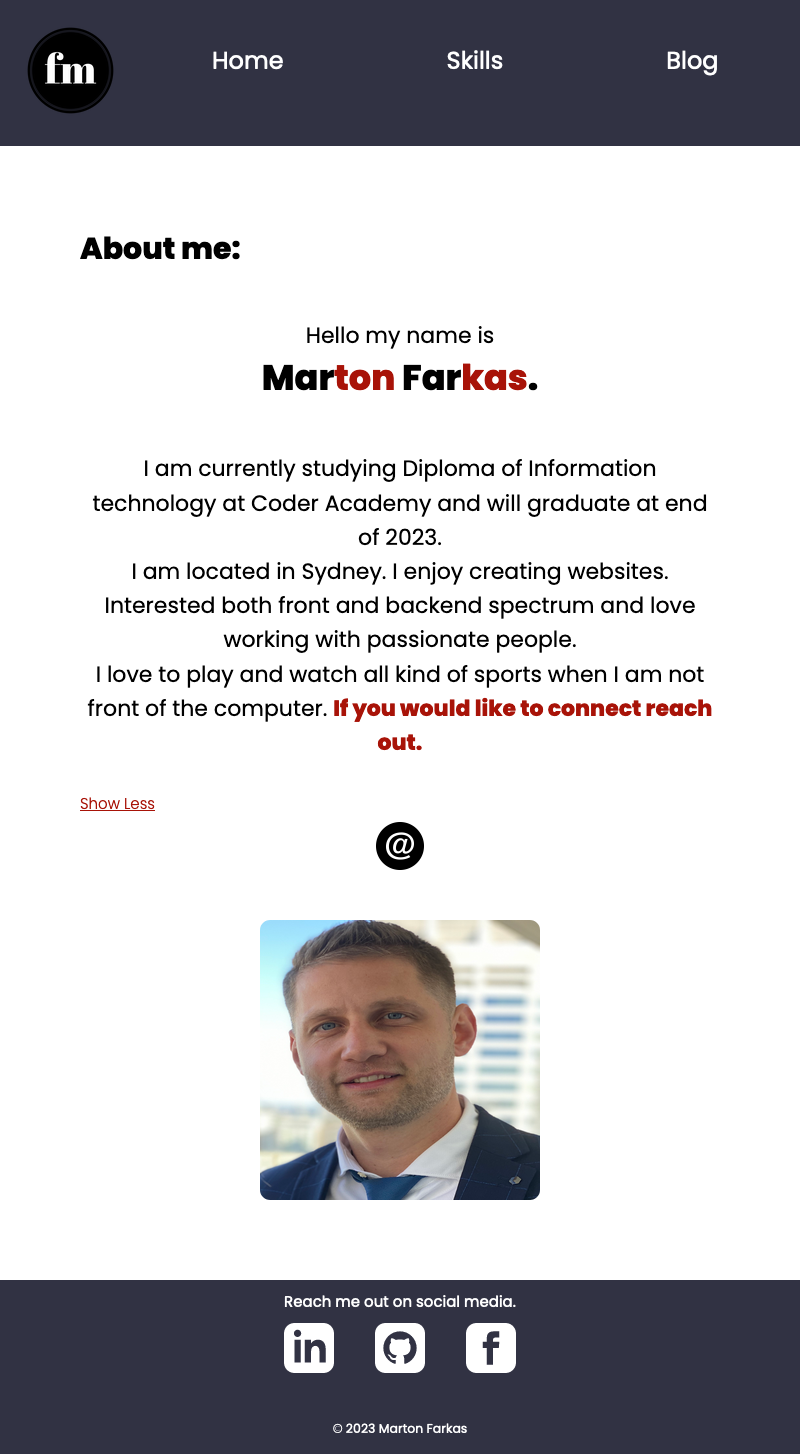 fm
Home
Skills
Blog
About me:
Hello my name is
Marton Farkas.
I am currently studying Diploma of Information
technology at Coder Academy and will graduate at end
of 2023.
I am located in Sydney. I enjoy creating websites.
Interested both front and backend spectrum and love
working with passionate people.
I love to play and watch all kind of sports when I am not
front of the computer. If you would like to connect reach
out.
Show Less
@
Reach me out on social media.
in
f
© 2023 Marton Farkas